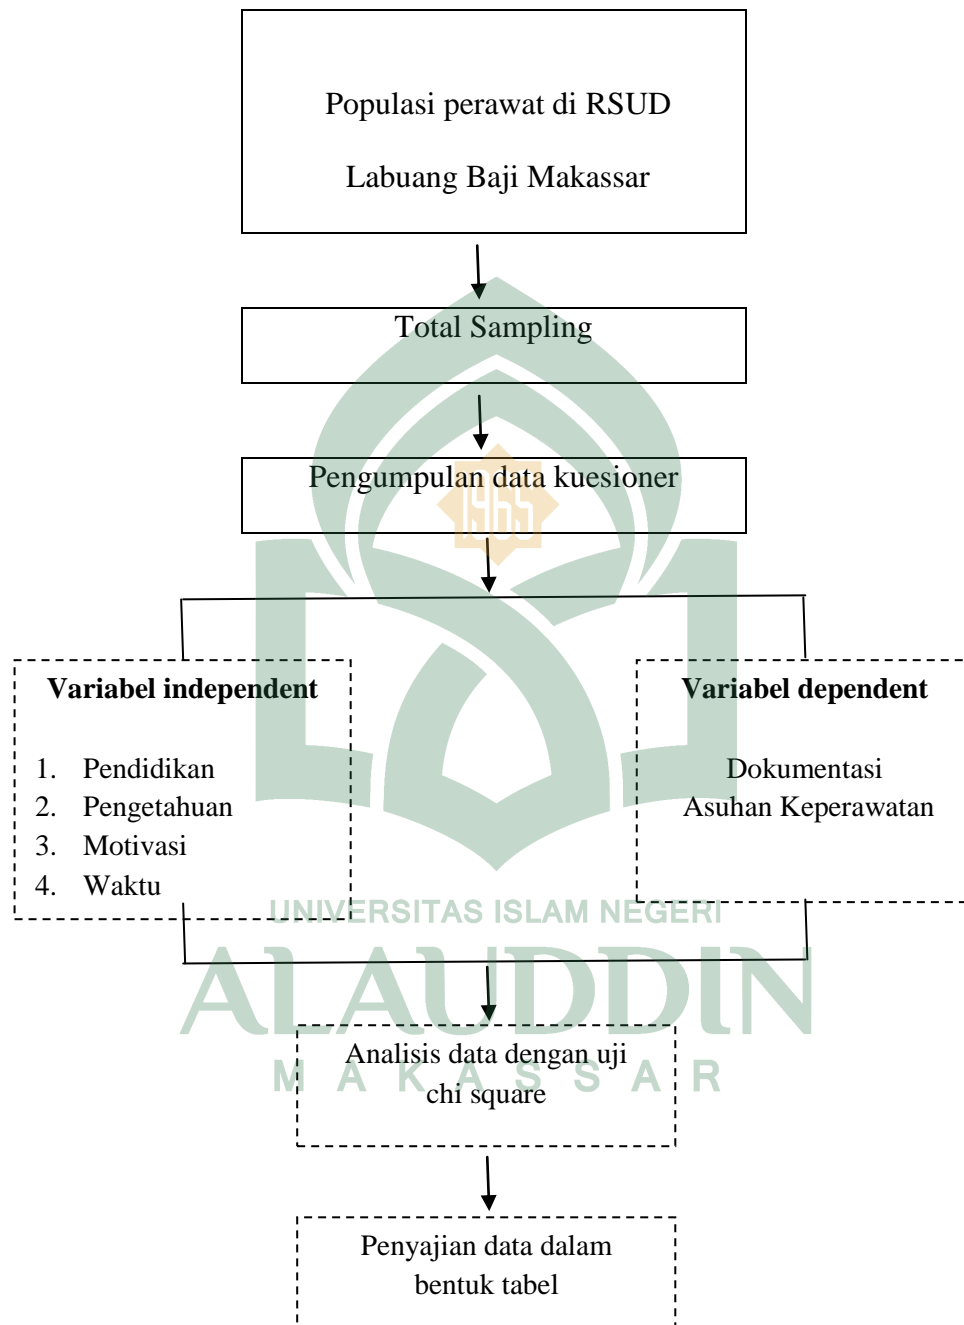 Populasi perawat di RSUD
Labuang Baji Makassar
Total Sampling
Pengumpulan data kuesioner
1965
Variabel independent
1. Pendidikan
2. Pengetahuan
3. Motivasi
4. Waktu
Variabel dependent
Dokumentasi
Asuhan Keperawatan
UNIVERSITAS ISLAM NEGERI
ALAUDDIN
MAKASSAR
Analisis data dengan uji
chi square
Penyajian data dalam
bentuk tabel